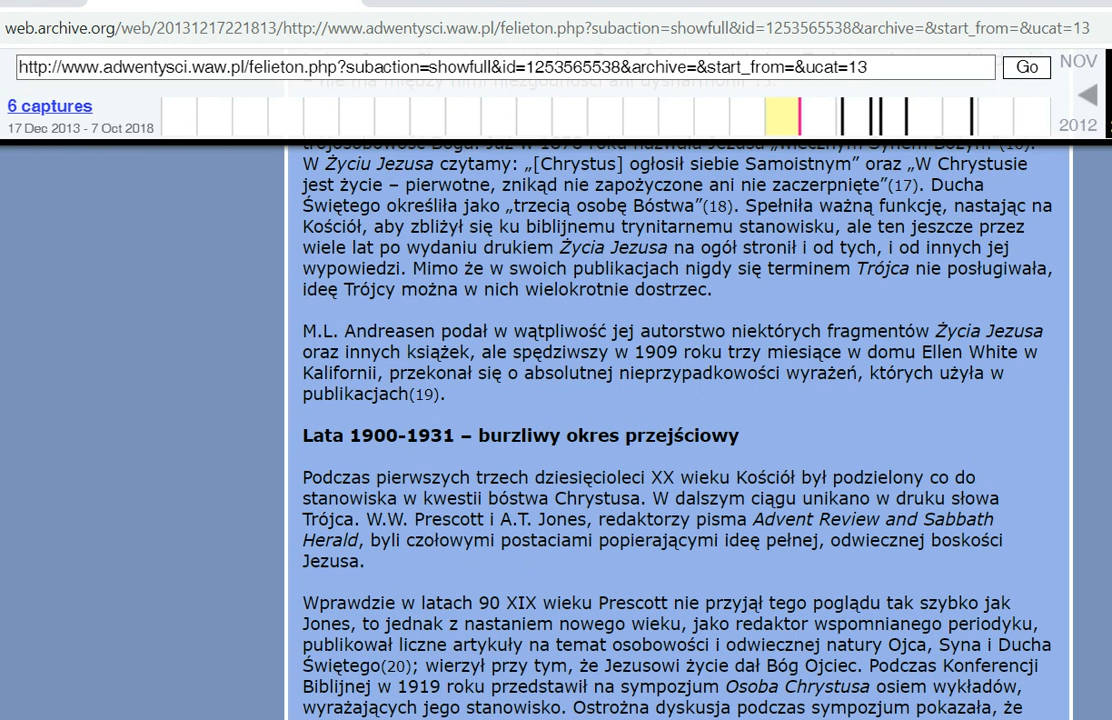 web.archive.org/web/20131217221813/http://www.adwentysci.waw.pl/felieton.php?subaction=showfull&id=1253565538&archive=&start_from=&ucat=13
http://www.adwentysci.waw.pl/felieton.php?subaction=showfull&id=1253565538&archive=&start_from=&ucat=13
Go
NOV
6 captures
17 Dec 2013 - 7 Oct 2018
2012
W Życiu Jezusa czytamy: „[Chrystus] ogłosił siebie Samoistnym” oraz „W Chrystusie
jest życie – pierwotne, znikąd nie zapożyczone ani nie zaczerpnięte”(17). Ducha
Świętego określiła jako „trzecią osobę Bóstwa”(18). Spełniła ważną funkcję, nastając na
Kościół, aby zbliżył się ku biblijnemu trynitarnemu stanowisku, ale ten jeszcze przez
wiele lat po wydaniu drukiem Życia Jezusa na ogół stronił i od tych, i od innych jej
wypowiedzi. Mimo że w swoich publikacjach nigdy się terminem Trójca nie posługiwała,
ideę Trójcy można w nich wielokrotnie dostrzec.
M.L. Andreasen podał w wątpliwość jej autorstwo niektórych fragmentów Życia Jezusa
oraz innych książek, ale spędziwszy w 1909 roku trzy miesiące w domu Ellen White w
Kalifornii, przekonał się o absolutnej nieprzypadkowości wyrażeń, których użyła w
publikacjach(19).
Lata 1900-1931 – burzliwy okres przejściowy
Podczas pierwszych trzech dziesięcioleci XX wieku Kościół był podzielony co do
stanowiska w kwestii bóstwa Chrystusa. W dalszym ciągu unikano w druku słowa
Trójca. W.W. Prescott i A.T. Jones, redaktorzy pisma Advent Review and Sabbath
Herald, byli czołowymi postaciami popierającymi ideę pełnej, odwiecznej boskości
Jezusa.
Wprawdzie w latach 90 XIX wieku Prescott nie przyjął tego poglądu tak szybko jak
Jones, to jednak z nastaniem nowego wieku, jako redaktor wspomnianego periodyku,
publikował liczne artykuły na temat osobowości i odwiecznej natury Ojca, Syna i Ducha
Świętego(20); wierzył przy tym, że Jezusowi życie dał Bóg Ojciec. Podczas Konferencji
Biblijnej w 1919 roku przedstawił na sympozjum Osoba Chrystusa osiem wykładów,
wyrażających jego stanowisko. Ostrożna dyskusja podczas sympozjum pokazała, że